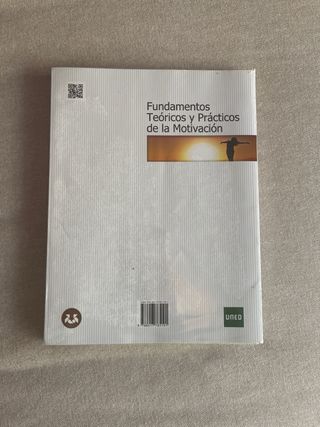 Fundamentos
Teóricos y Prácticos
de la Motivación
UNED